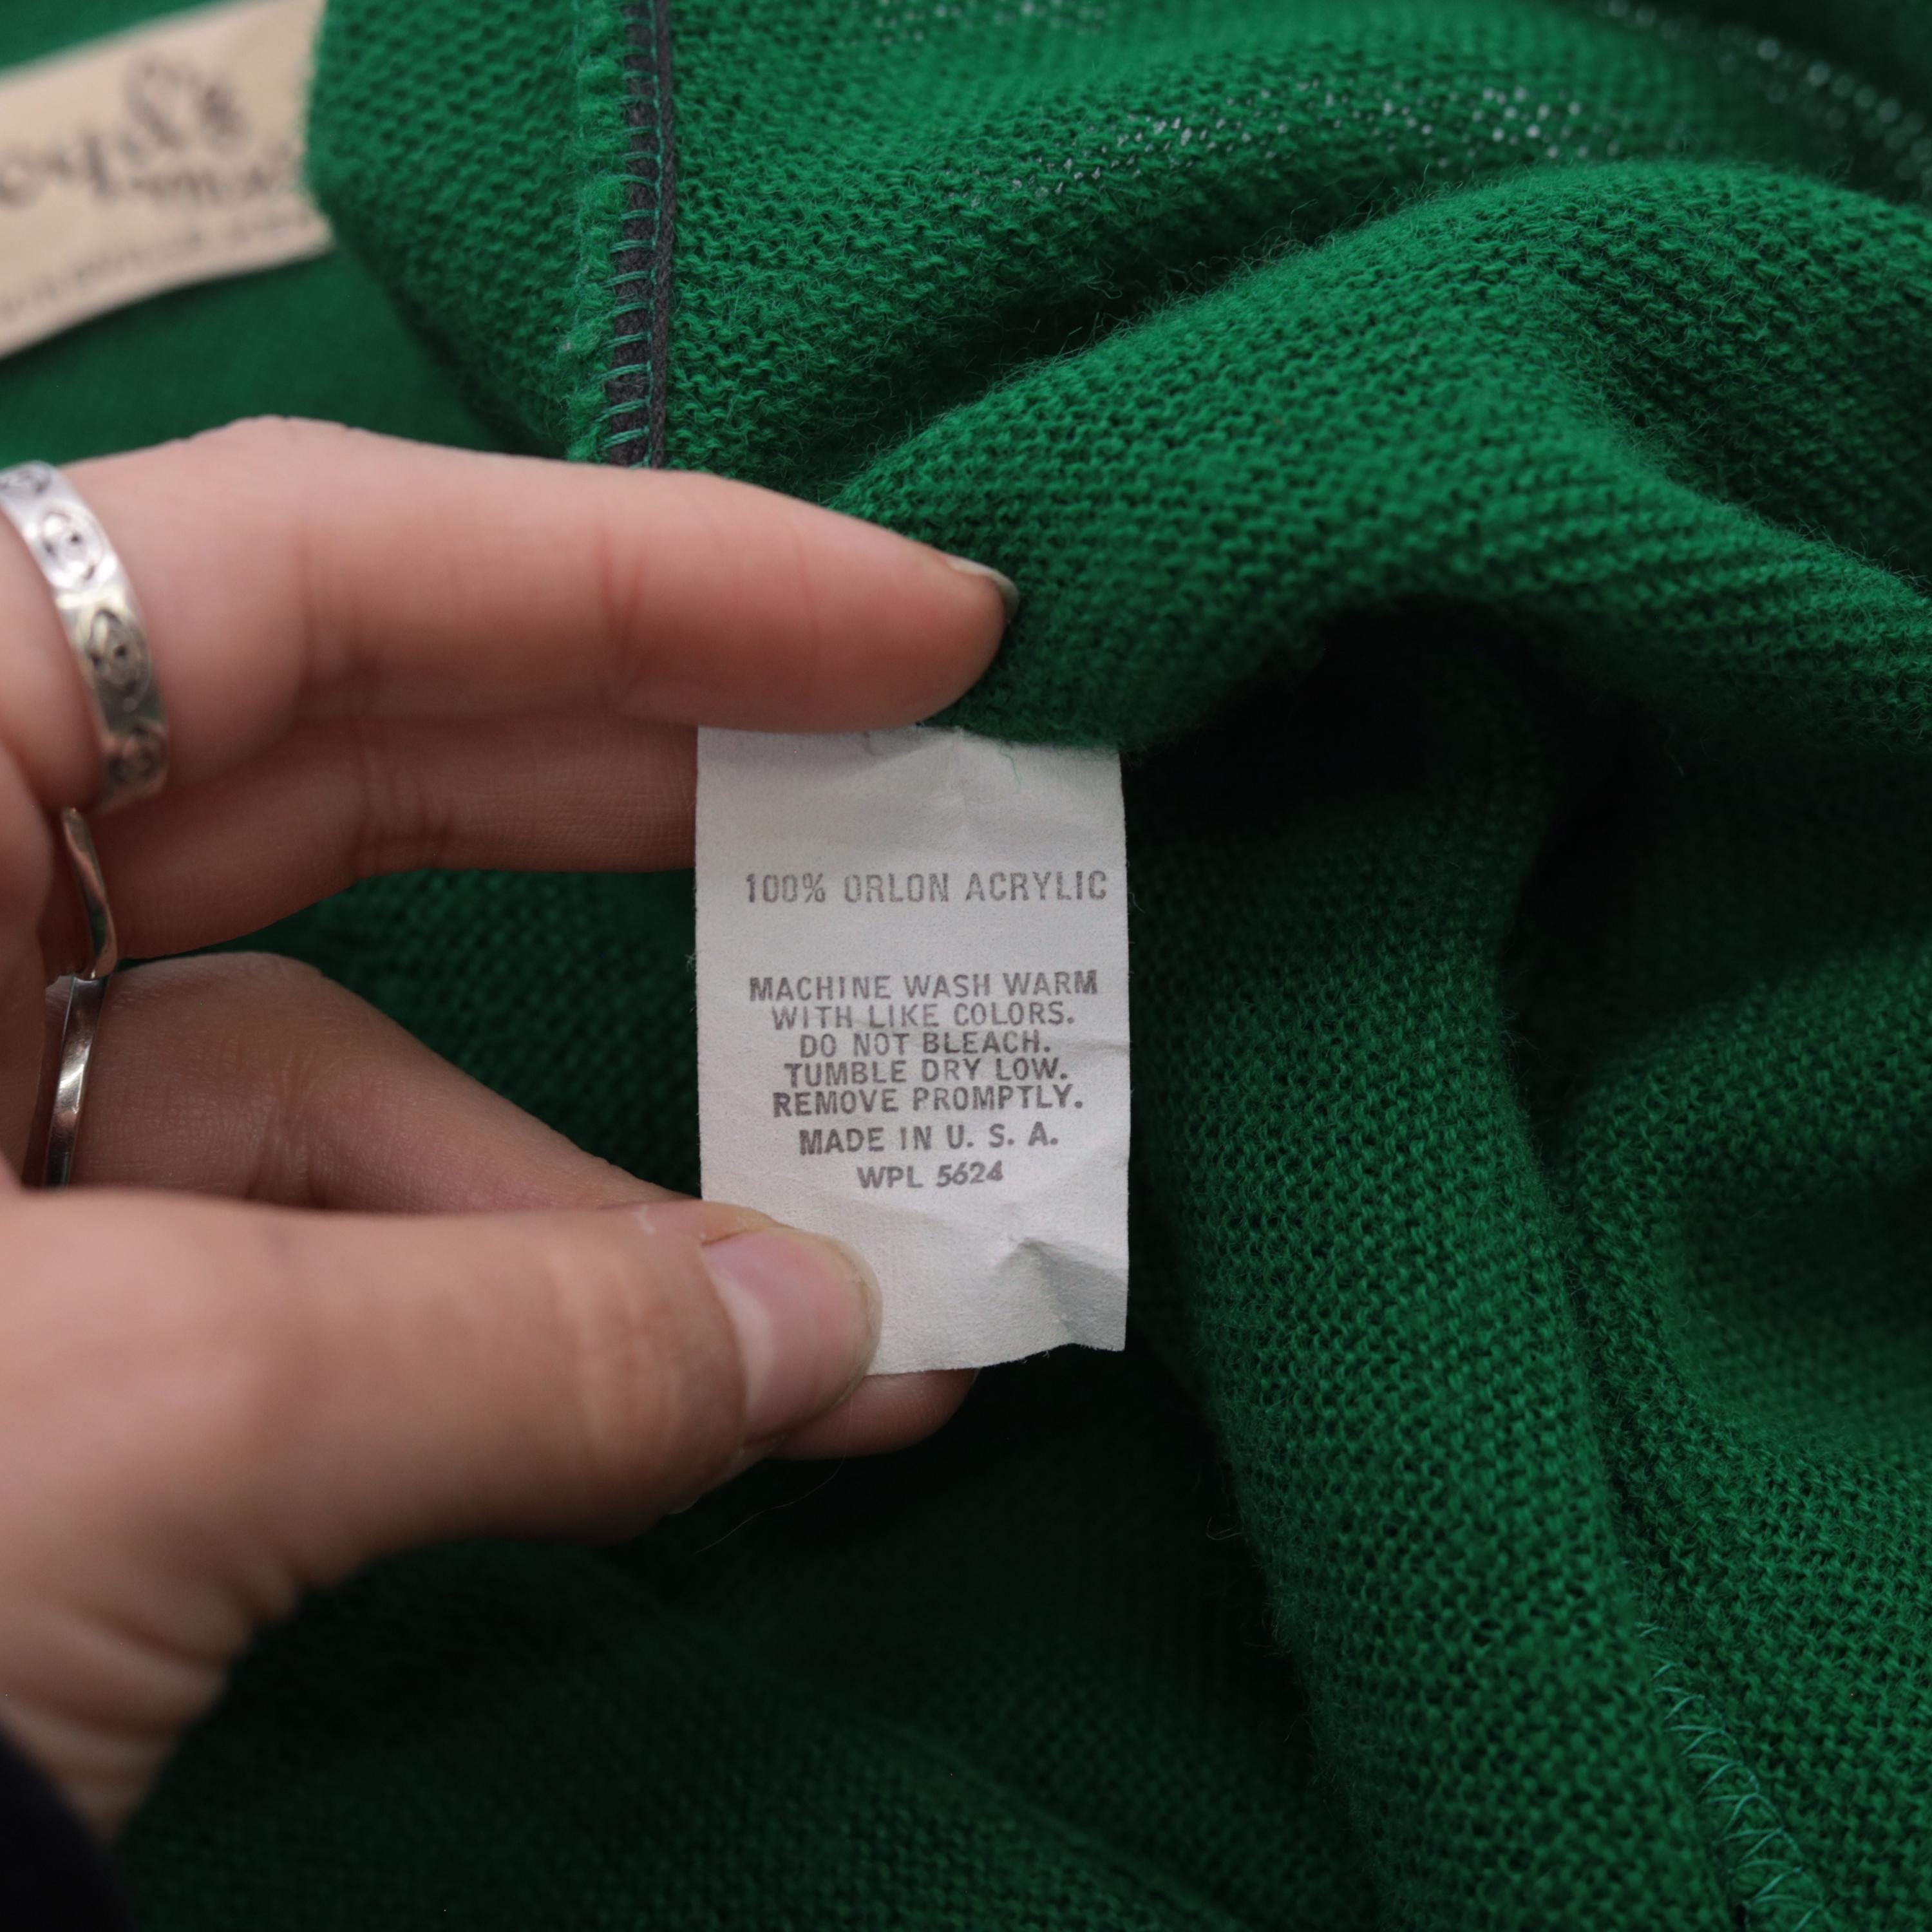 100% ORLON ACRYLIC
MACHINE WASH WARM
WITH LIKE COLORS.
DO NOT BLEACH.
TUMBLE DRY LOW.
REMOVE PROMPTLY.
MADE IN U. S. A.
WPL 5624